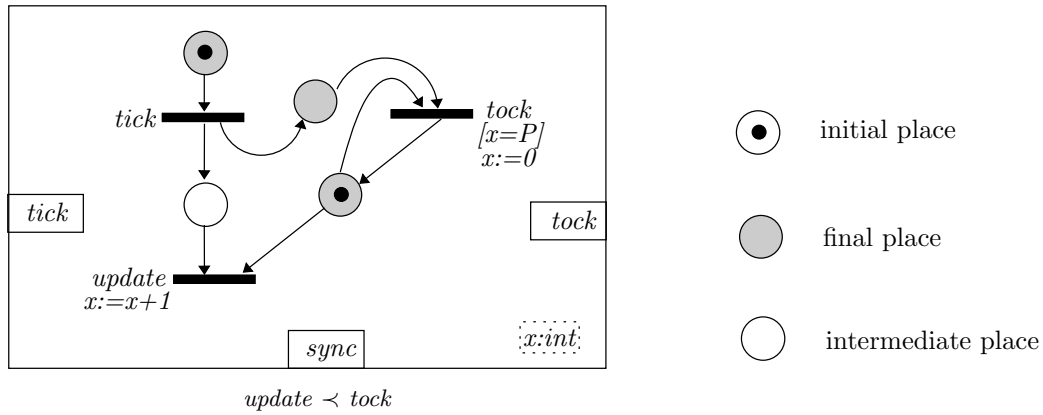 tick
tock
[x=P]
x:=0
tick
tock
update
x:=x+1
sync
x:int
update ≺ tock
initial place
final place
intermediate place